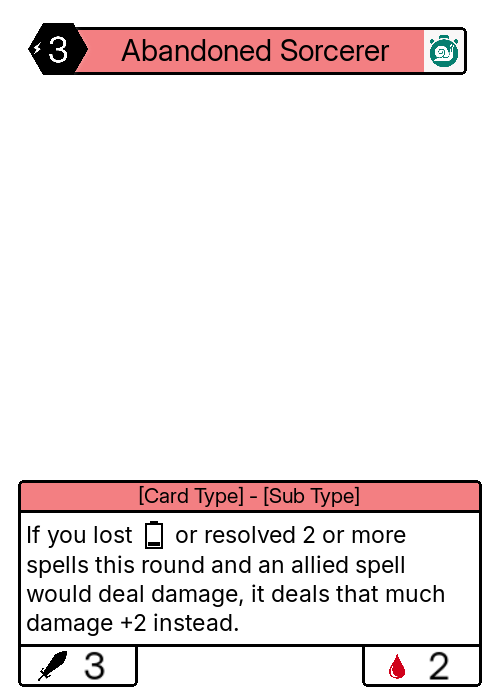 3 Abandoned Sorcerer
[Card Type] - [Sub Type]
If you lost or resolved 2 or more
spells this round and an allied spell
would deal damage, it deals that much
damage +2 instead.
3 2